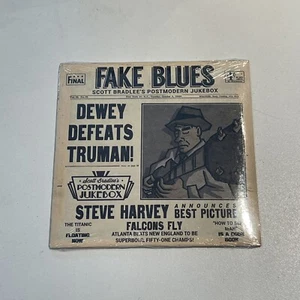 FINAL
FAKE BLUES
SCOTT BRADLEE'S POSTMODERN JUKEBOX
DEWEY
DEFEATS
TRUMAN!
Scott Bradlee's
POSTMODERN
JUKEBOX
ANNOUNCES
STEVE HARVEY BEST PICTURE
THE TITANIC
IS
FLOATING
NOW
FALCONS FLY
ATLANTA BEATS NEW ENGLAND TO BE
SUPERBOWL FIFTY-ONE CHAMPS!
"HOW TO
IS A
BOOK